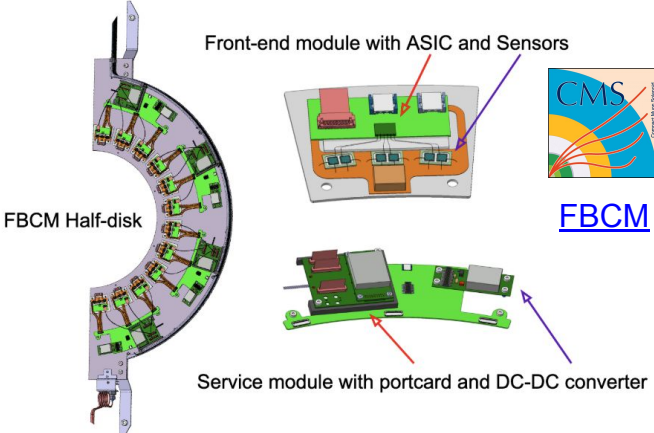 Front-end module with ASIC and Sensors
CMS
FBCM
FBCM Half-disk
Service module with portcard and DC-DC converter